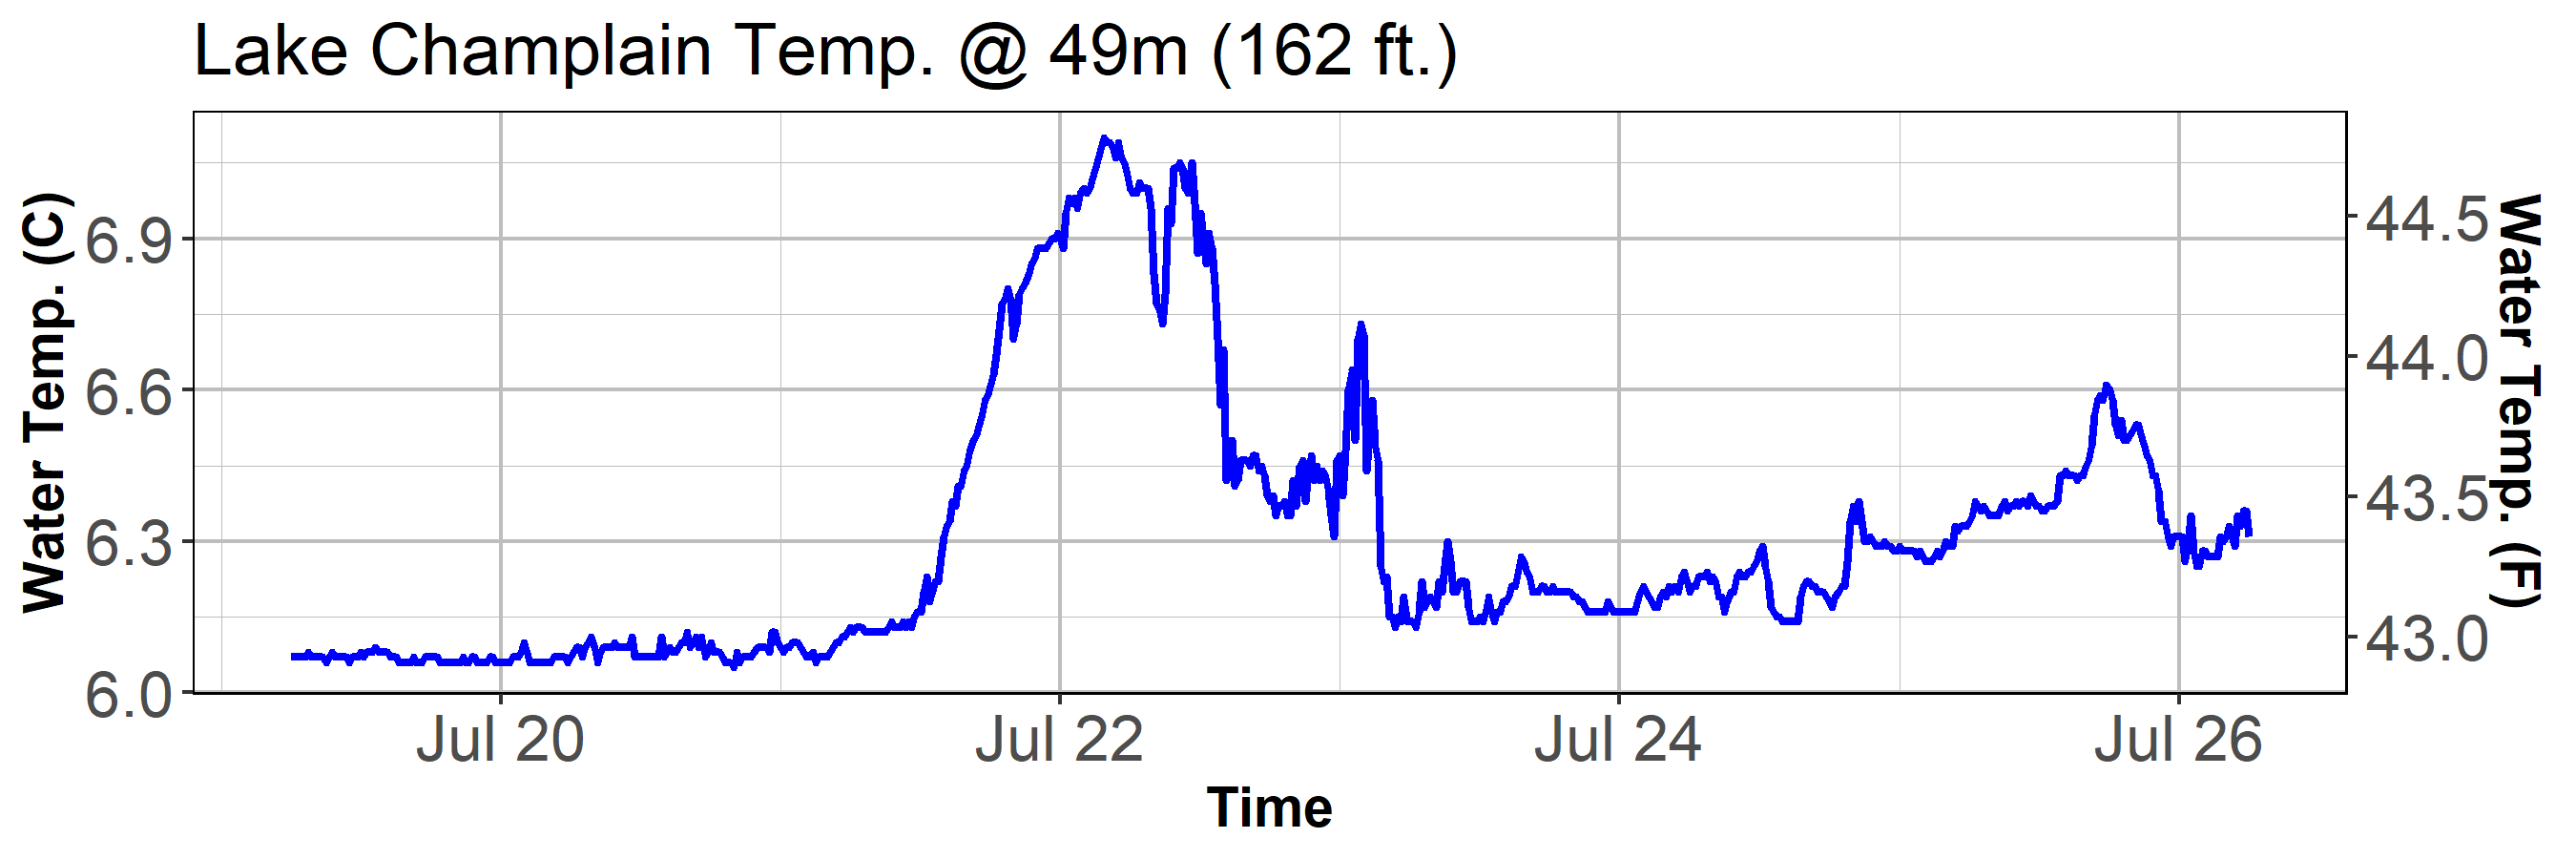 Lake Champlain Temp. @ 49m (162 ft.)
Water Temp. (C)
6.9
6.6
6.3
6.0
44.5
44.0
43.5
43.0
Water Temp. (F)
Jul 20
Jul 22
Jul 24
Jul 26
Time